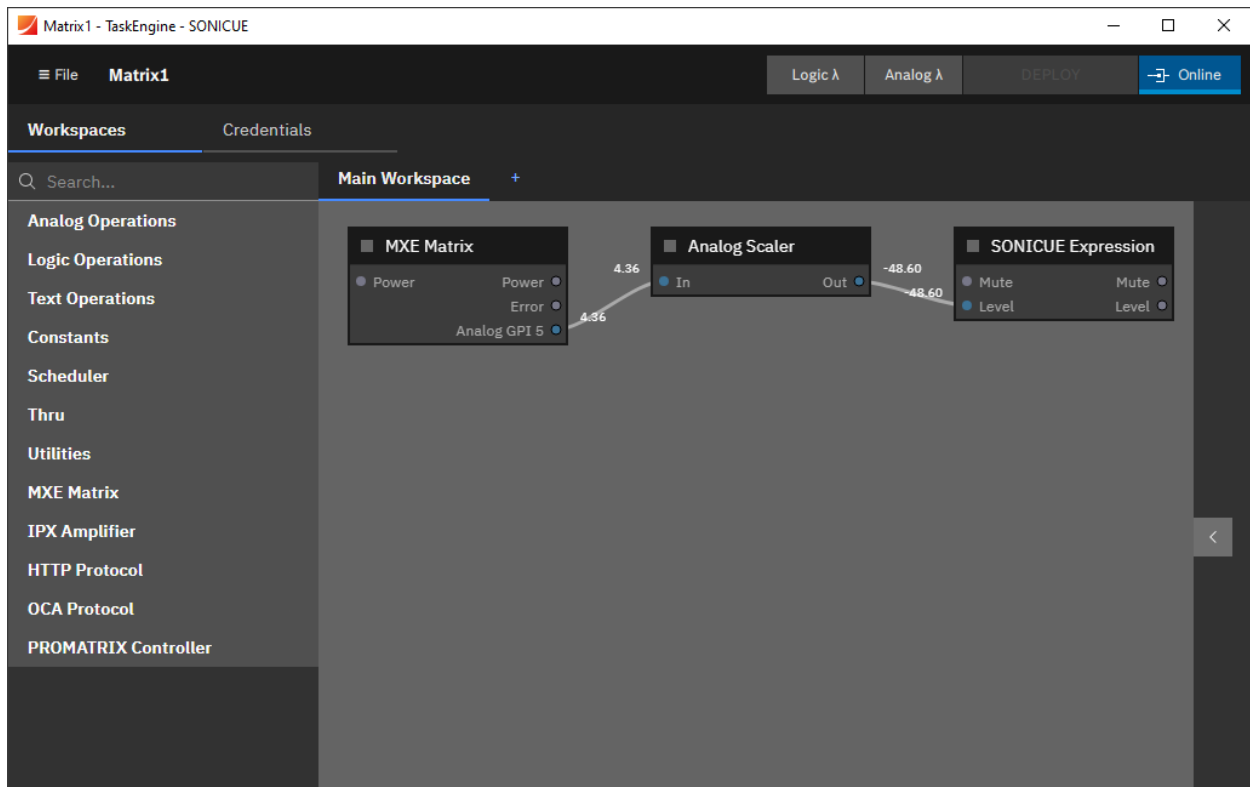 Matrix1 - TaskEngine - SONICUE
≡ File Matrix1 Logic λ Analog λ DEPLOY Online
Workspaces Credentials
Search...
Main Workspace +
Analog Operations
Logic Operations
Text Operations
Constants
Scheduler
Thru
Utilities
MXE Matrix
IPX Amplifier
HTTP Protocol
OCA Protocol
PROMATRIX Controller
MXE Matrix
Power Power
Error
Analog GPI 5
4.36
4.36
Analog Scaler
In Out
-48.60
-48.60
SONICUE Expression
Mute Mute
Level Level